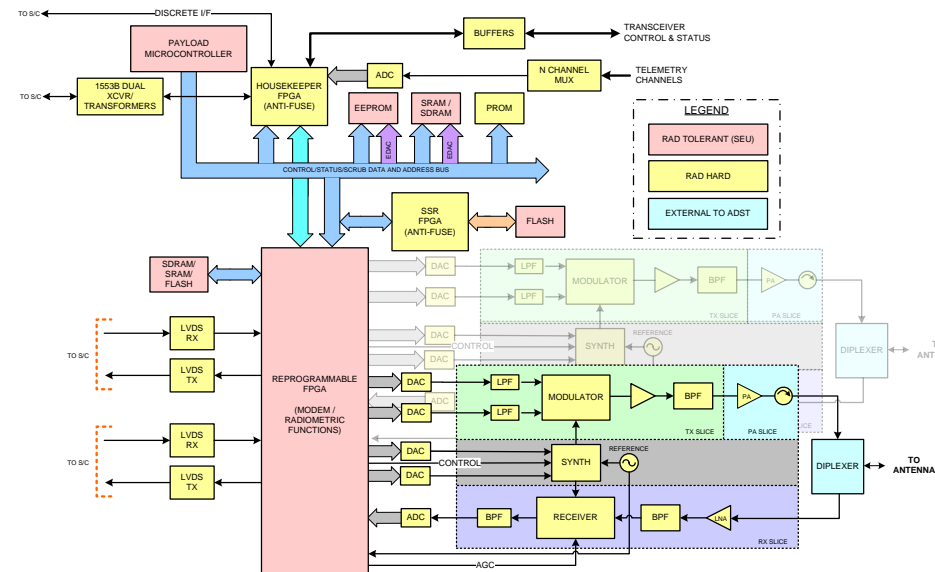 TO S/C
DISCRETE I/F
PAYLOAD
MICROCONTROLLER
BUFFERS
TRANSCEIVER
CONTROL & STATUS
TO S/C
1553B DUAL
XCVR/
TRANSFORMERS
HOUSEKEEPER
FPGA
(ANTI-FUSE)
ADC
N CHANNEL
MUX
TELEMETRY
CHANNELS
EEPROM
SRAM /
SDRAM
PROM
EDAC
EDAC
CONTROL/STATUS/SCRUB DATA AND ADDRESS BUS
LEGEND
RAD TOLERANT (SEU)
RAD HARD
EXTERNAL TO ADST
SSR
FPGA
(ANTI-FUSE)
FLASH
SDRAM/
SRAM/
FLASH
DAC
LPF
MODULATOR
BPF
PA
DAC
LPF
TX SLICE
PA SLICE
DAC
CONTROL
SYNTH
REFERENCE
DAC
DIPLEXER
ADC
TO S/C
LVDS
RX
LVDS
TX
REPROGRAMMABLE
FPGA
(MODEM /
RADIOMETRIC
FUNCTIONS)
DAC
LPF
MODULATOR
BPF
PA
DAC
LPF
TX SLICE
PA SLICE
TO S/C
LVDS
RX
LVDS
TX
DAC
CONTROL
SYNTH
REFERENCE
DAC
DIPLEXER
TO
ANTENNA
ADC
BPF
RECEIVER
BPF
LNA
RX SLICE
AGC